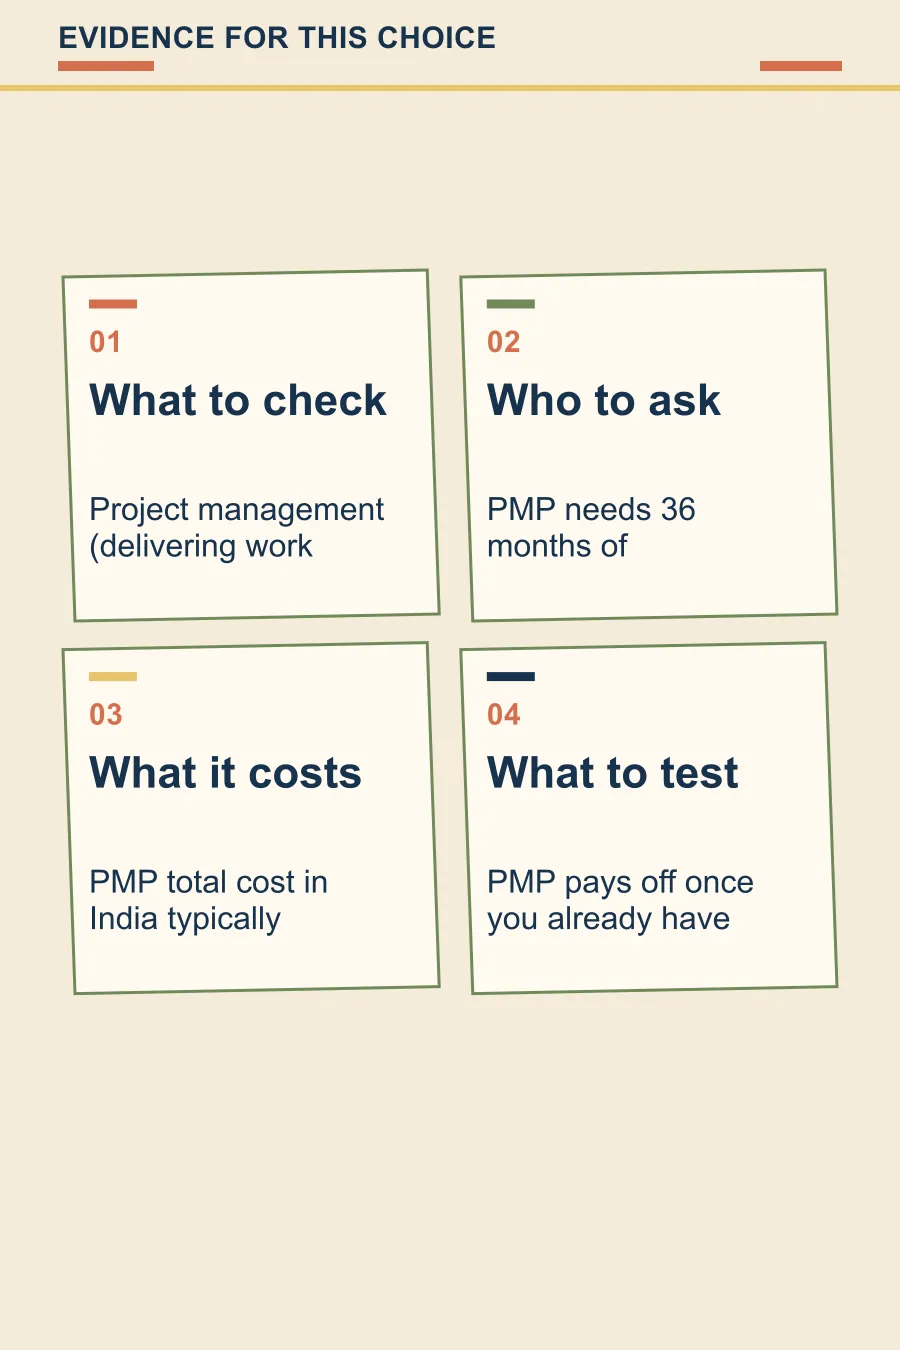 EVIDENCE FOR THIS CHOICE
01
What to check
Project management
(delivering work
02
Who to ask
PMP needs 36
months of
03
What it costs
PMP total cost in
India typically
04
What to test
PMP pays off once
you already have